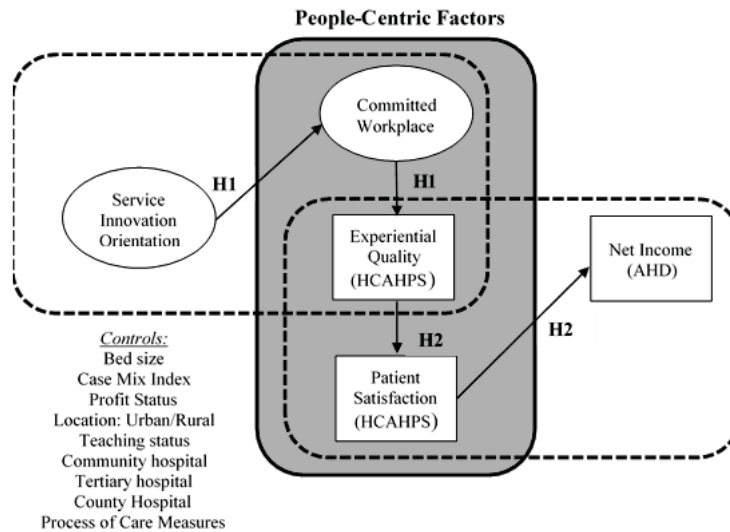 People-Centric Factors
Committed
Workplace
H1
H1
Service
Innovation
Orientation
Experiential
Quality
(HCAHPS)
Net Income
(AHD)
H2
H2
Patient
Satisfaction
(HCAHPS)
Controls:
Bed size
Case Mix Index
Profit Status
Location: Urban/Rural
Teaching status
Community hospital
Tertiary hospital
County Hospital
Process of Care Measures